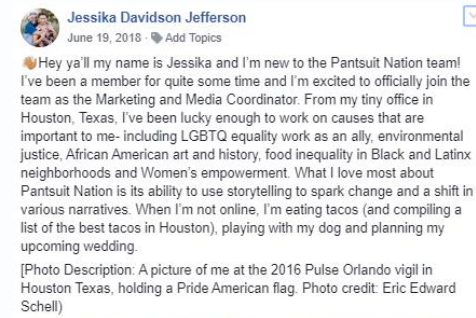 Jessika Davidson Jefferson
June 19, 2018 · Add Topics
👋Hey ya'll my name is Jessika and I'm new to the Pantsuit Nation team!
I've been a member for quite some time and I'm excited to officially join the
team as the Marketing and Media Coordinator. From my tiny office in
Houston, Texas, I've been lucky enough to work on causes that are
important to me- including LGBTQ equality work as an ally, environmental
justice, African American art and history, food inequality in Black and Latinx
neighborhoods and Women's empowerment. What I love most about
Pantsuit Nation is its ability to use storytelling to spark change and a shift in
various narratives. When I'm not online, I'm eating tacos (and compiling a
list of the best tacos in Houston), playing with my dog and planning my
upcoming wedding.
[Photo Description: A picture of me at the 2016 Pulse Orlando vigil in
Houston Texas, holding a Pride American flag. Photo credit: Eric Edward
Schell)